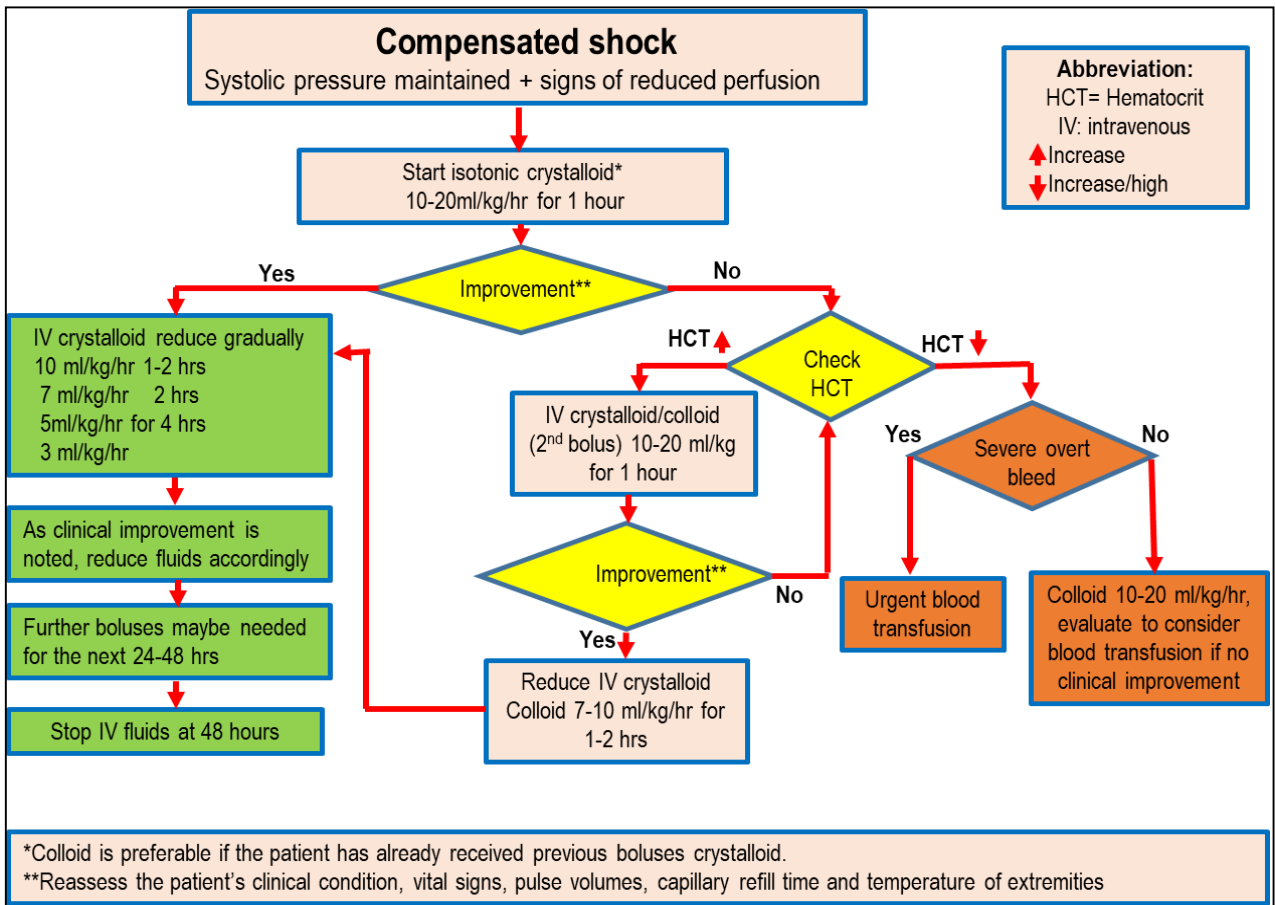 Compensated shock
Systolic pressure maintained + signs of reduced perfusion
Abbreviation:
HCT= Hematocrit
IV: intravenous
Increase
Increase/high
Start isotonic crystalloid*
10-20ml/kg/hr for 1 hour
Improvement**
Yes
No
IV crystalloid reduce gradually
10 ml/kg/hr 1-2 hrs
7 ml/kg/hr 2 hrs
5ml/kg/hr for 4 hrs
3 ml/kg/hr
As clinical improvement is
noted, reduce fluids accordingly
Further boluses maybe needed
for the next 24-48 hrs
Stop IV fluids at 48 hours
Check
HCT
HCT
HCT
IV crystalloid/colloid
(2nd bolus) 10-20 ml/kg
for 1 hour
Improvement**
No
Yes
Reduce IV crystalloid
Colloid 7-10 ml/kg/hr for
1-2 hrs
Severe overt
bleed
Yes
No
Urgent blood
transfusion
Colloid 10-20 ml/kg/hr,
evaluate to consider
blood transfusion if no
clinical improvement
*Colloid is preferable if the patient has already received previous boluses crystalloid.
**Reassess the patient's clinical condition, vital signs, pulse volumes, capillary refill time and temperature of extremities